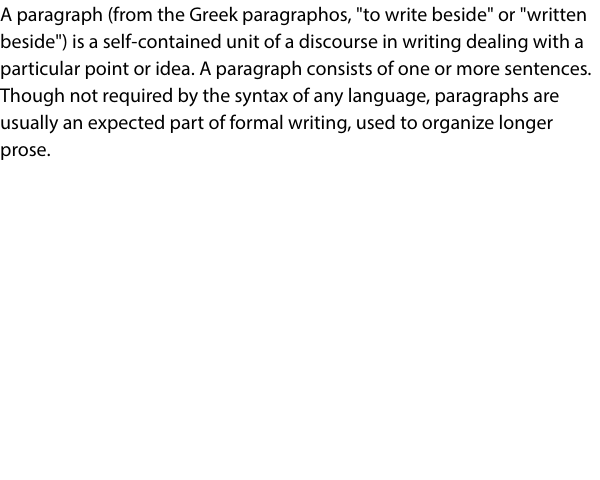 A paragraph (from the Greek paragraphos, "to write beside" or "written
beside") is a self-contained unit of a discourse in writing dealing with a
particular point or idea. A paragraph consists of one or more sentences.
Though not required by the syntax of any language, paragraphs are
usually an expected part of formal writing, used to organize longer
prose.